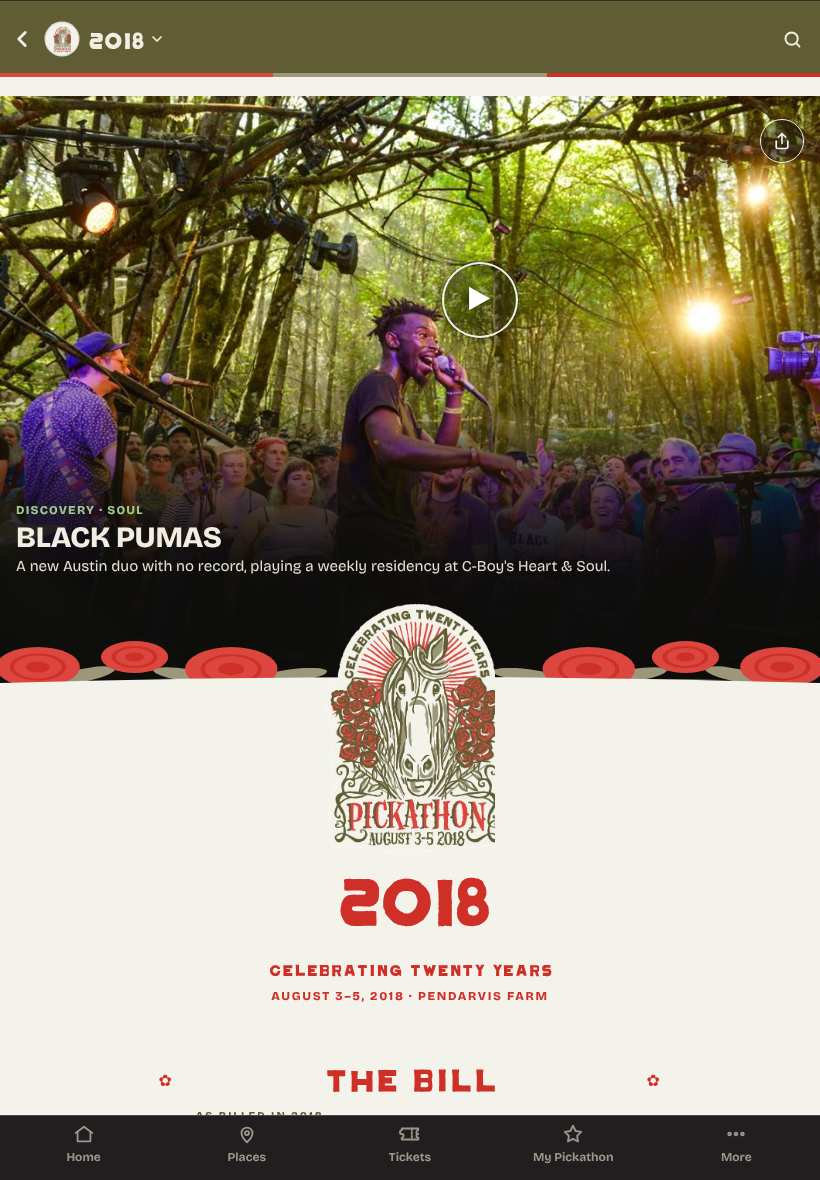 2018
DISCOVERY · SOUL
BLACK PUMAS
A new Austin duo with no record, playing a weekly residency at C-Boy's Heart & Soul.
CELEBRATING TWENTY YEARS
PICKATHON
AUGUST 3-5 2018
2018
CELEBRATING TWENTY YEARS
AUGUST 3–5, 2018 · PENDARVIS FARM
THE BILL
AS BILLED IN 2018
Home
Places
Tickets
My Pickathon
More